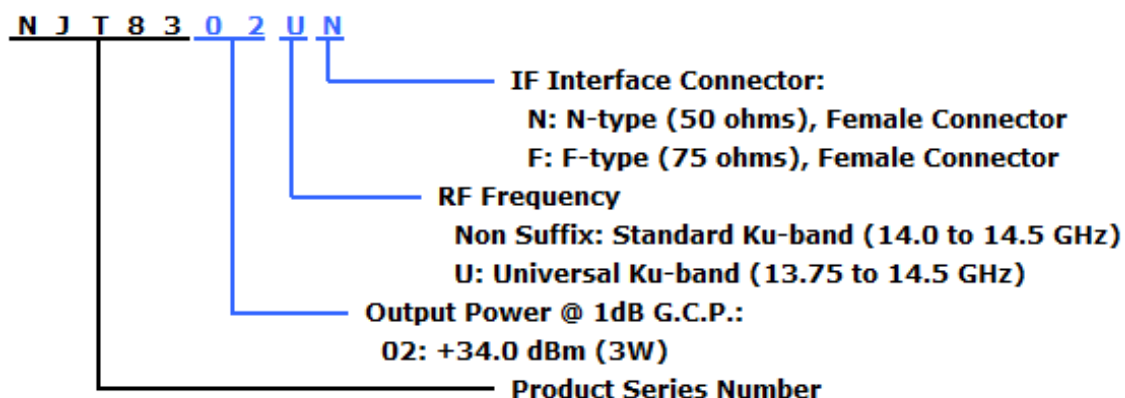 N J T 8 3 0 2 U N
IF Interface Connector:
N: N-type (50 ohms), Female Connector
F: F-type (75 ohms), Female Connector
RF Frequency
Non Suffix: Standard Ku-band (14.0 to 14.5 GHz)
U: Universal Ku-band (13.75 to 14.5 GHz)
Output Power @ 1dB G.C.P.:
02: +34.0 dBm (3W)
Product Series Number